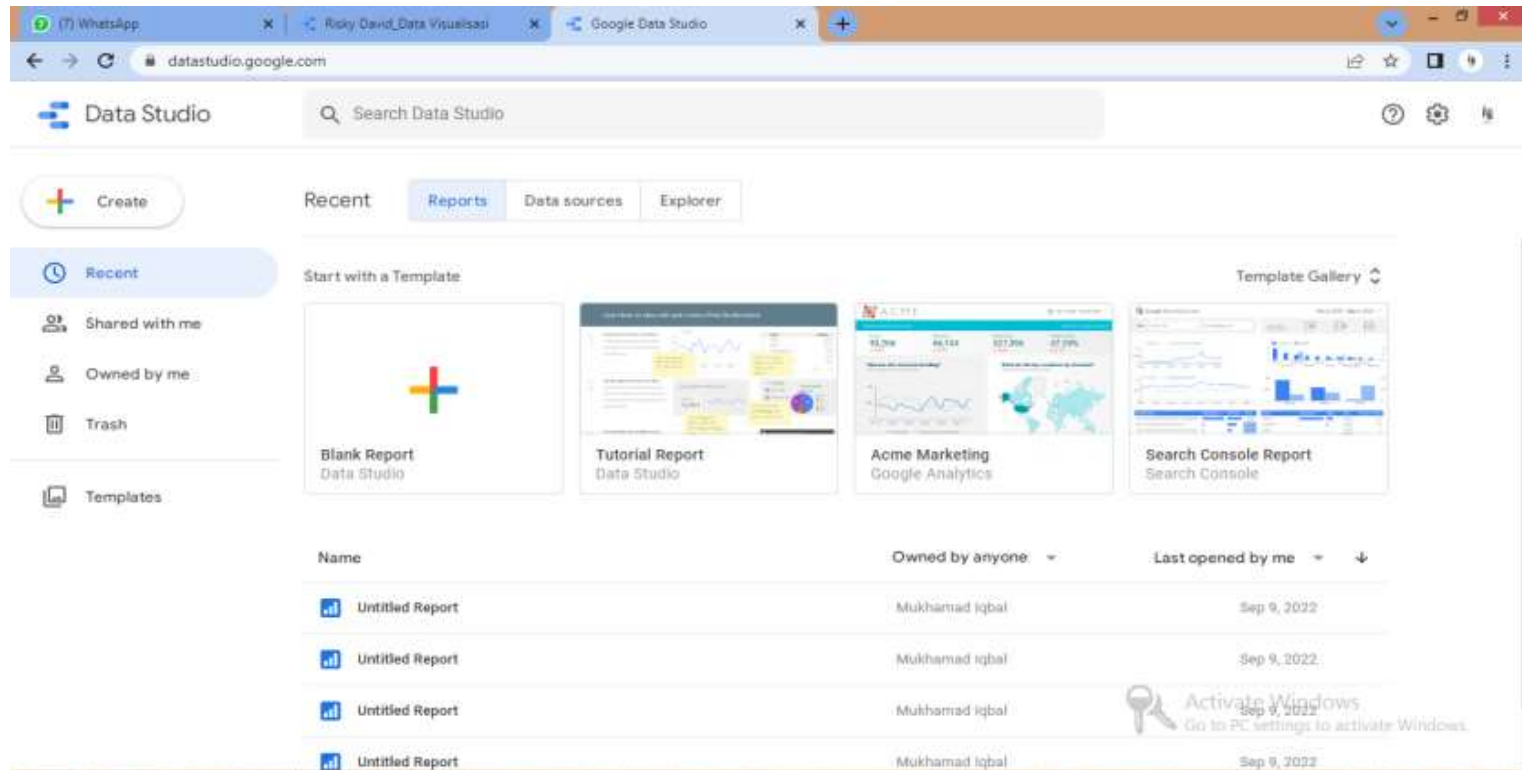 (7) WhatsApp
Risky David_Data Visualisasi
Google Data Studio
datastudio.google.com
Data Studio
Search Data Studio
Create
Recent
Reports
Data sources
Explorer
Recent
Shared with me
Owned by me
Trash
Templates
Start with a Template
Template Gallery
ACME
Blank Report
Data Studio
Tutorial Report
Data Studio
Acme Marketing
Google Analytics
Search Console Report
Search Console
Name
Owned by anyone
Last opened by me
Untitled Report
Mukhamad Iqbal
Sep 9, 2022
Untitled Report
Mukhamad Iqbal
Sep 9, 2022
Untitled Report
Mukhamad Iqbal
Sep 9, 2022
Activate Windows
Go to PC settings to activate Windows.
Untitled Report
Mukhamad Iqbal
Sep 9, 2022